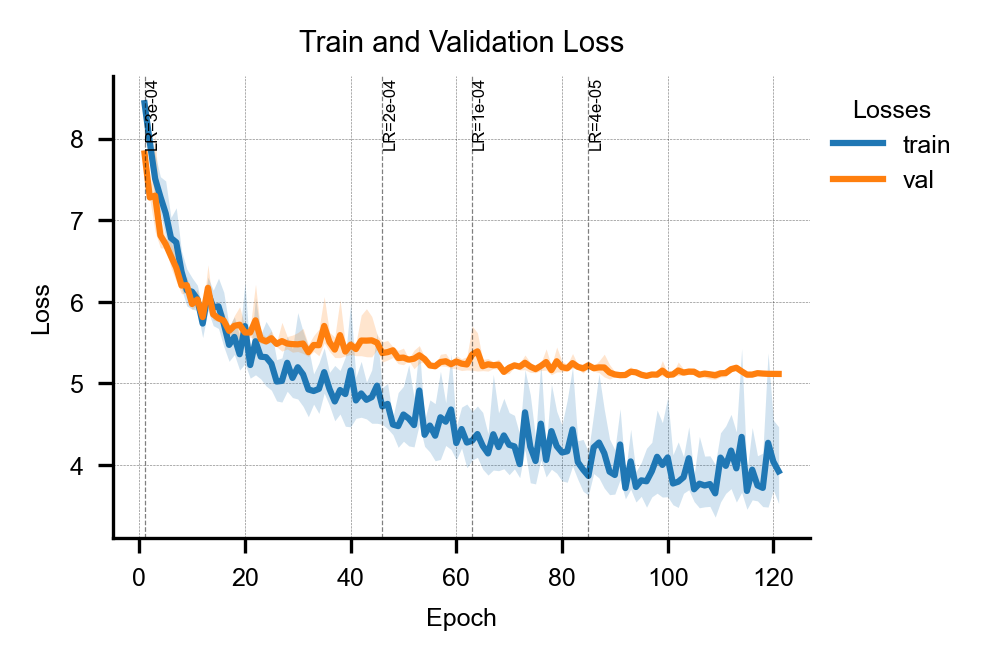 Train and Validation Loss
LR=3e-04
LR=2e-04
LR=1e-04
LR=4e-05
Losses
train
val
Loss
8
7
6
5
4
0 20 40 60 80 100 120
Epoch